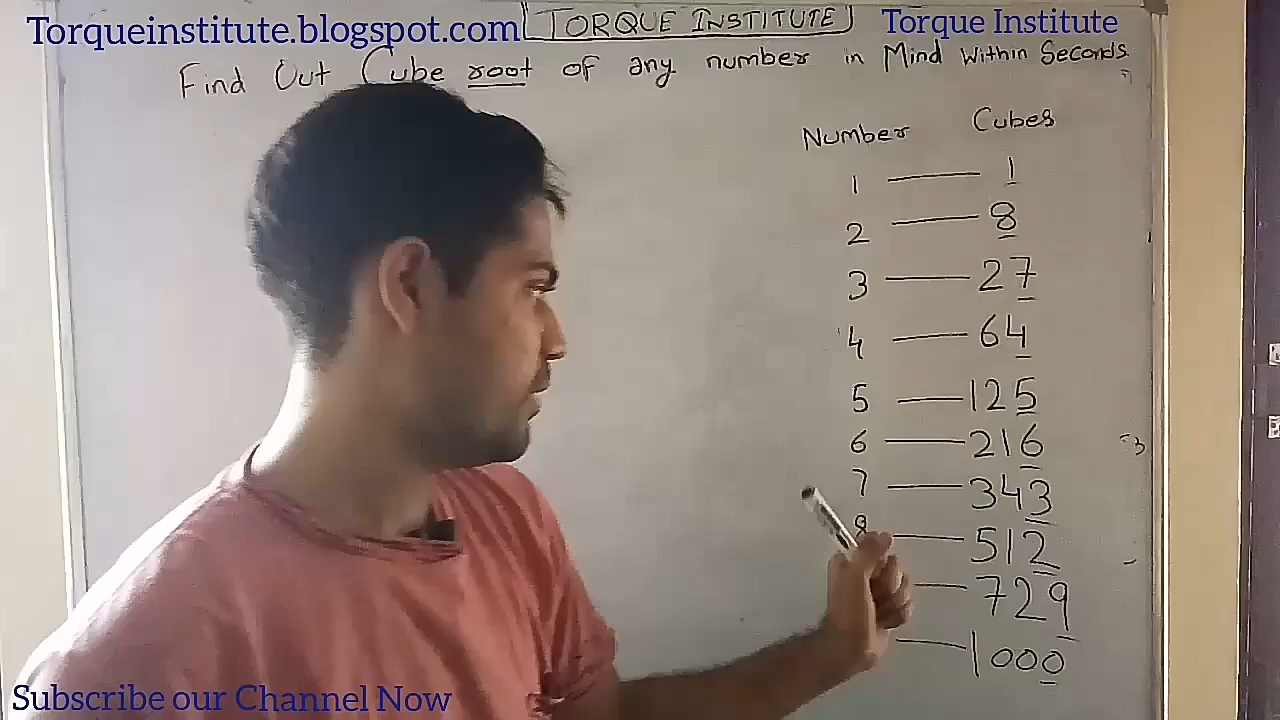 Torqueinstitute.blogspot.com TORQUE INSTITUTE Torque Institute
Find Out Cube root of any number in Mind Within Seconds
Number Cubes
1 — 1
2 — 8
3 — 27
4 — 64
5 — 125
6 — 216
7 — 343
8 — 512
— 729
— 1000
Subscribe our Channel Now